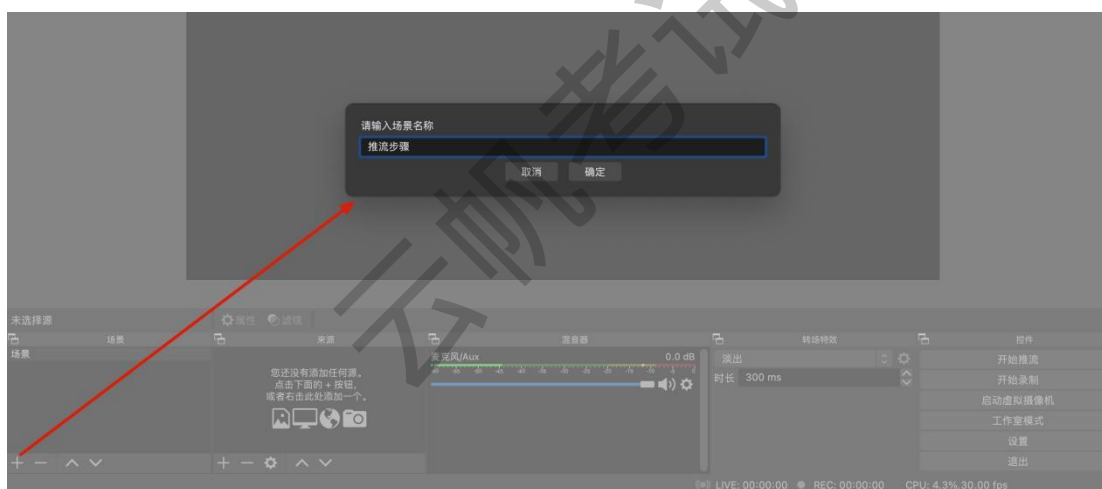 请输入场景名称
推流步骤
取消 确定
未选择源 属性 滤镜
场景 来源 混音器 转场特效 控件
场景
您还没有添加任何源。
点击下面的 + 按钮,
或者右击此处添加一个。
麦克风/Aux 0.0 dB
淡出
时长 300 ms
开始推流
开始录制
启动虚拟摄像机
工作室模式
设置
退出
LIVE: 00:00:00 REC: 00:00:00 CPU: 4.3%,30.00 fps
云帆考试